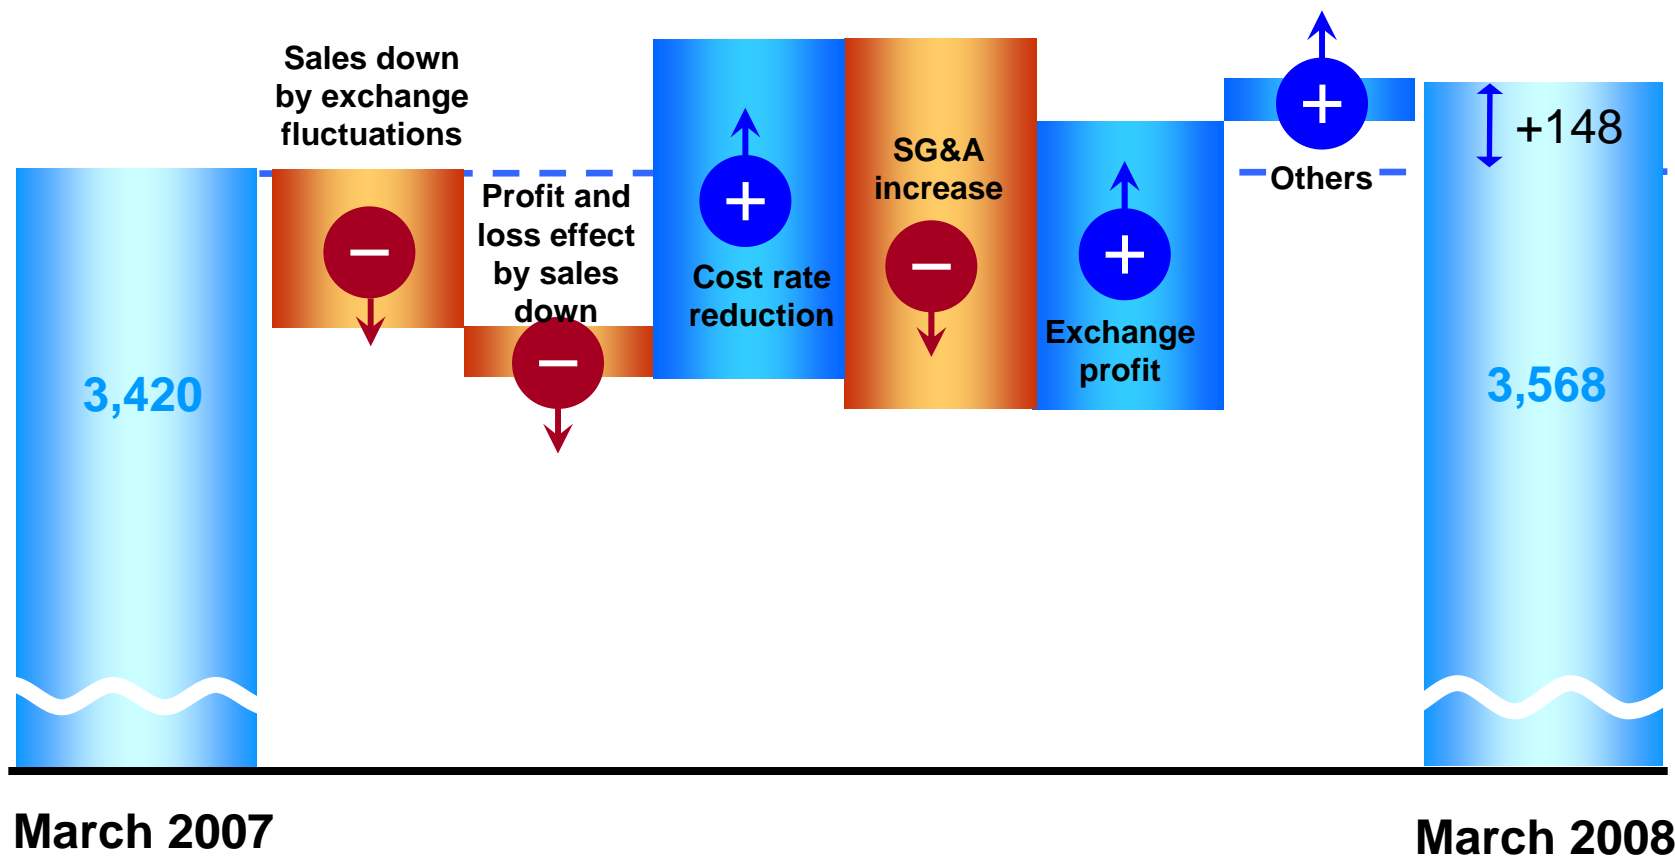 Sales down
by exchange
fluctuations
Profit and
loss effect
by sales
down
Cost rate
reduction
SG&A
increase
Exchange
profit
Others
+148
3,420
3,568
March 2007
March 2008